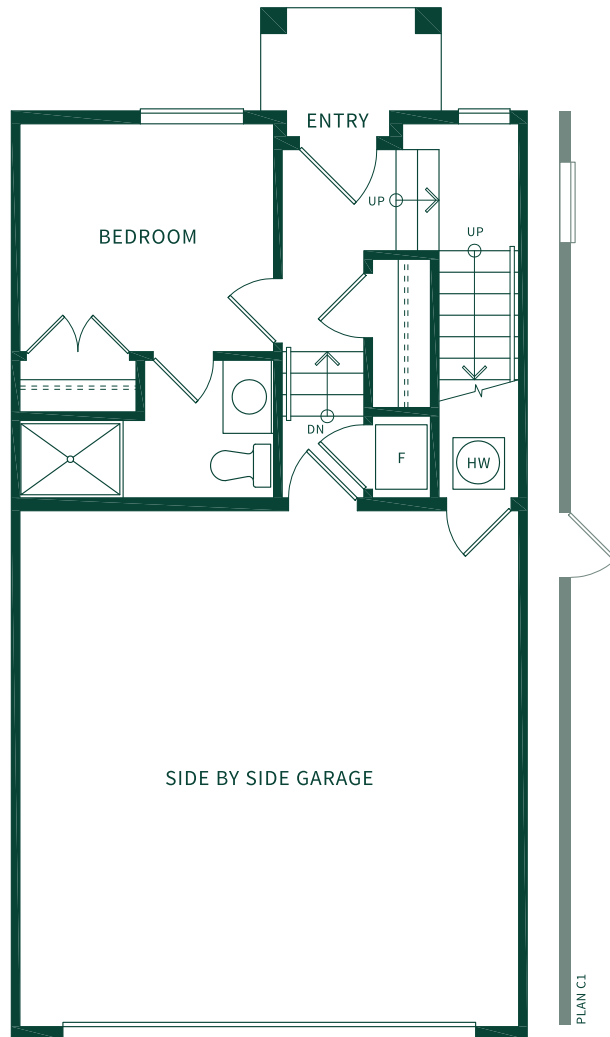 ENTRY
UP
UP
BEDROOM
DN
F
HW
SIDE BY SIDE GARAGE
PLAN C1